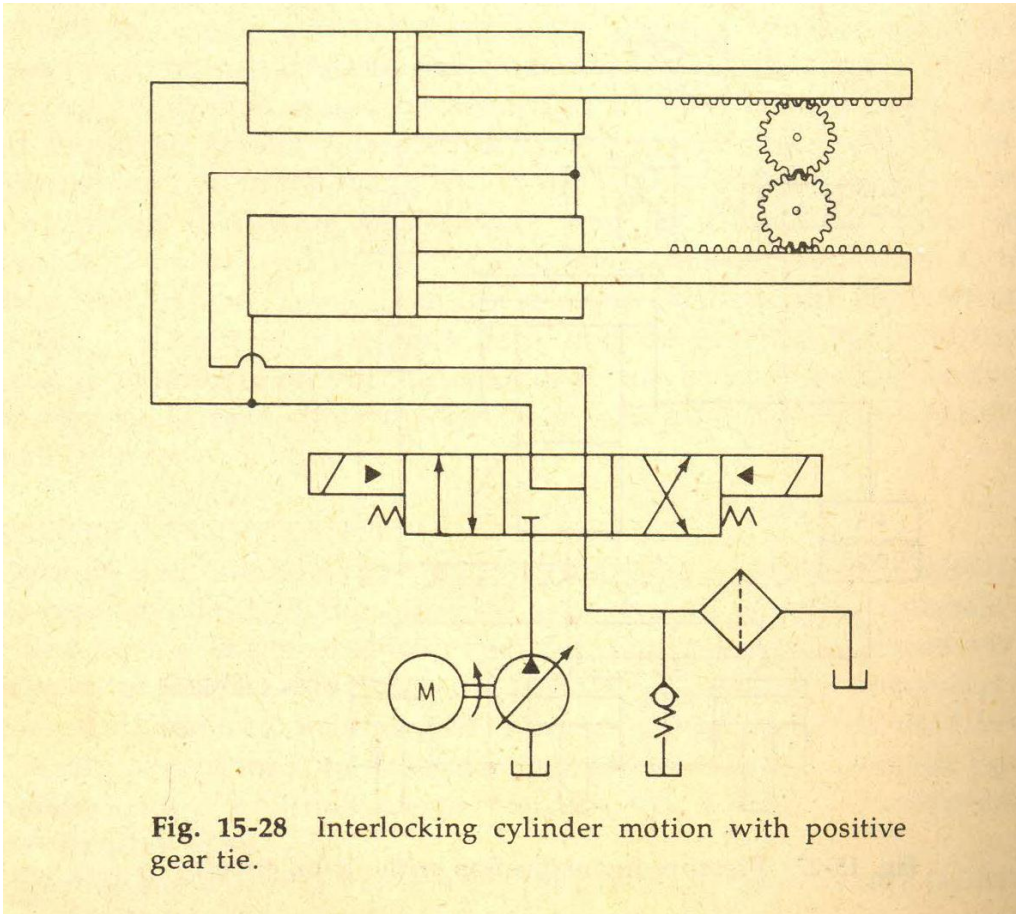 M
Fig. 15-28 Interlocking cylinder motion with positive
gear tie.